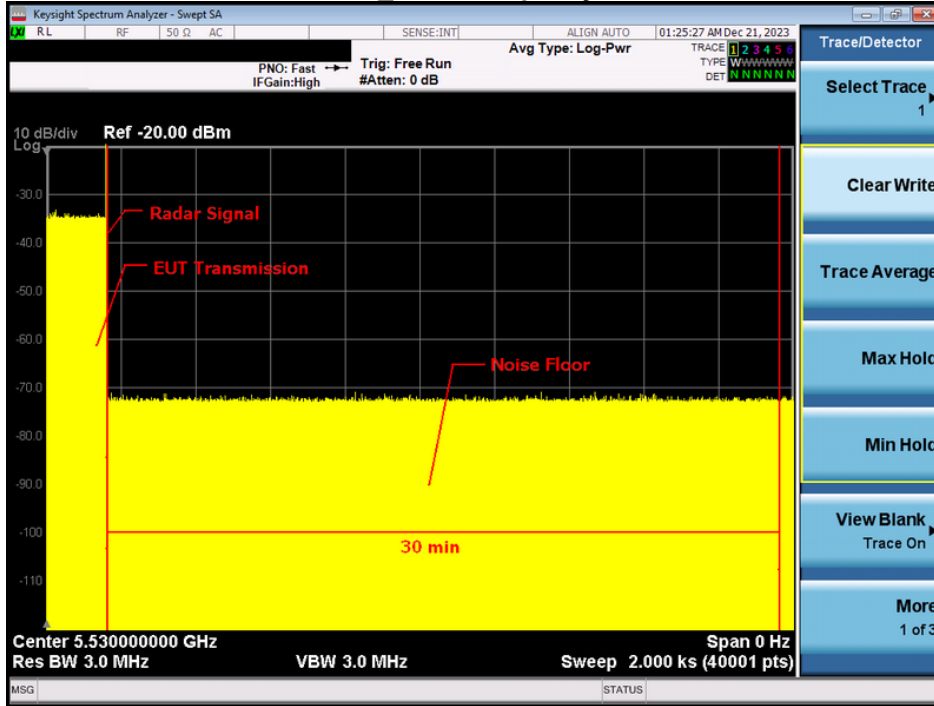 Keysight Spectrum Analyzer - Swept SA
LXI RL RF 50 Ω AC SENSE:INT ALIGN AUTO 01:25:27 AM Dec 21, 2023
Avg Type: Log-Pwr TRACE 1 2 3 4 5 6
PNO: Fast Trig: Free Run TYPE WWWWWW
IFGain:High #Atten: 0 dB DET N N N N N N
10 dB/div Ref -20.00 dBm
Log
-30.0
-40.0
-50.0
-60.0
-70.0
-80.0
-90.0
-100
-110
Radar Signal
EUT Transmission
Noise Floor
30 min
Center 5.530000000 GHz Span 0 Hz
Res BW 3.0 MHz VBW 3.0 MHz Sweep 2.000 ks (40001 pts)
MSG STATUS
Trace/Detector
Select Trace
1
Clear Write
Trace Average
Max Hold
Min Hold
View Blank
Trace On
More
1 of 3